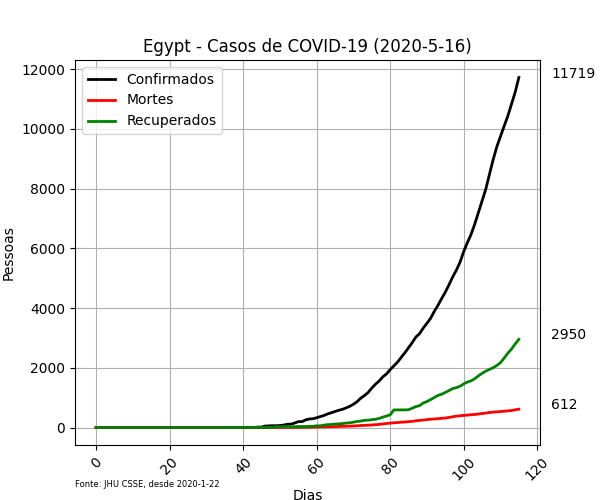 Egypt - Casos de COVID-19 (2020-5-16)
Confirmados
Mortes
Recuperados
12000
10000
8000
6000
4000
2000
0
Pessoas
11719
2950
612
0
20
40
60
80
100
120
Fonte: JHU CSSE, desde 2020-1-22
Dias